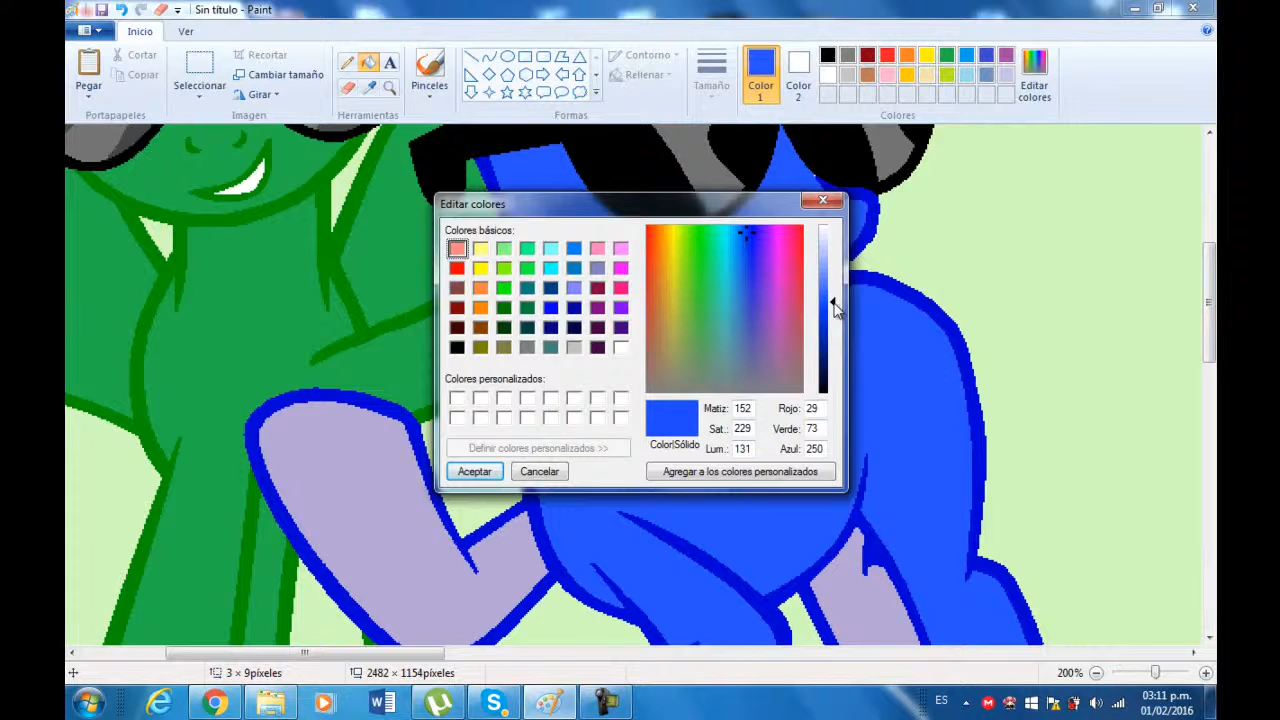 Sin título - Paint
Inicio
Ver
Pegar
Cortar
Copiar
Portapapeles
Seleccionar
Recortar
Cambiar tamaño
Girar
Imagen
A
Herramientas
Pinceles
Contorno
Rellenar
Formas
Tamaño
Color 1
Color 2
Editar colores
Colores
Editar colores
Colores básicos:
Colores personalizados:
Definir colores personalizados >>
Aceptar
Cancelar
Color|Sólido
Matiz: 152
Sat.: 229
Lum.: 131
Rojo: 29
Verde: 73
Azul: 250
Agregar a los colores personalizados
3 × 9píxeles
2482 × 1154píxeles
200%
ES
03:11 p.m.
01/02/2016